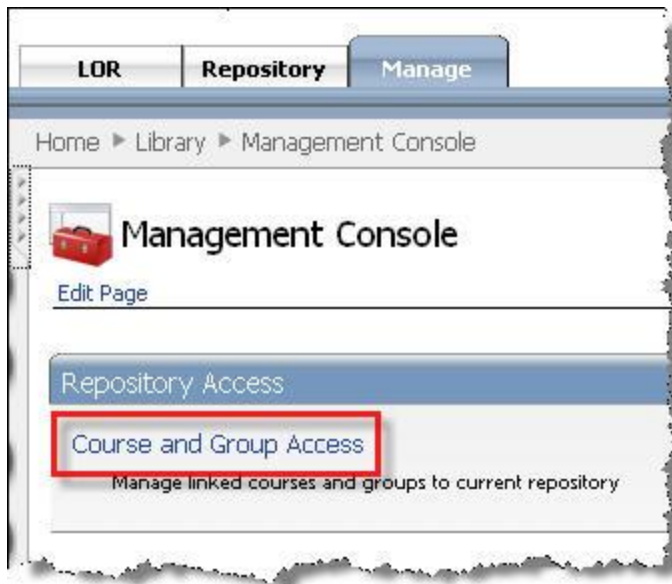 LOR Repository Manage
Home ▶ Library ▶ Management Console
Management Console
Edit Page
Repository Access
Course and Group Access
Manage linked courses and groups to current repository